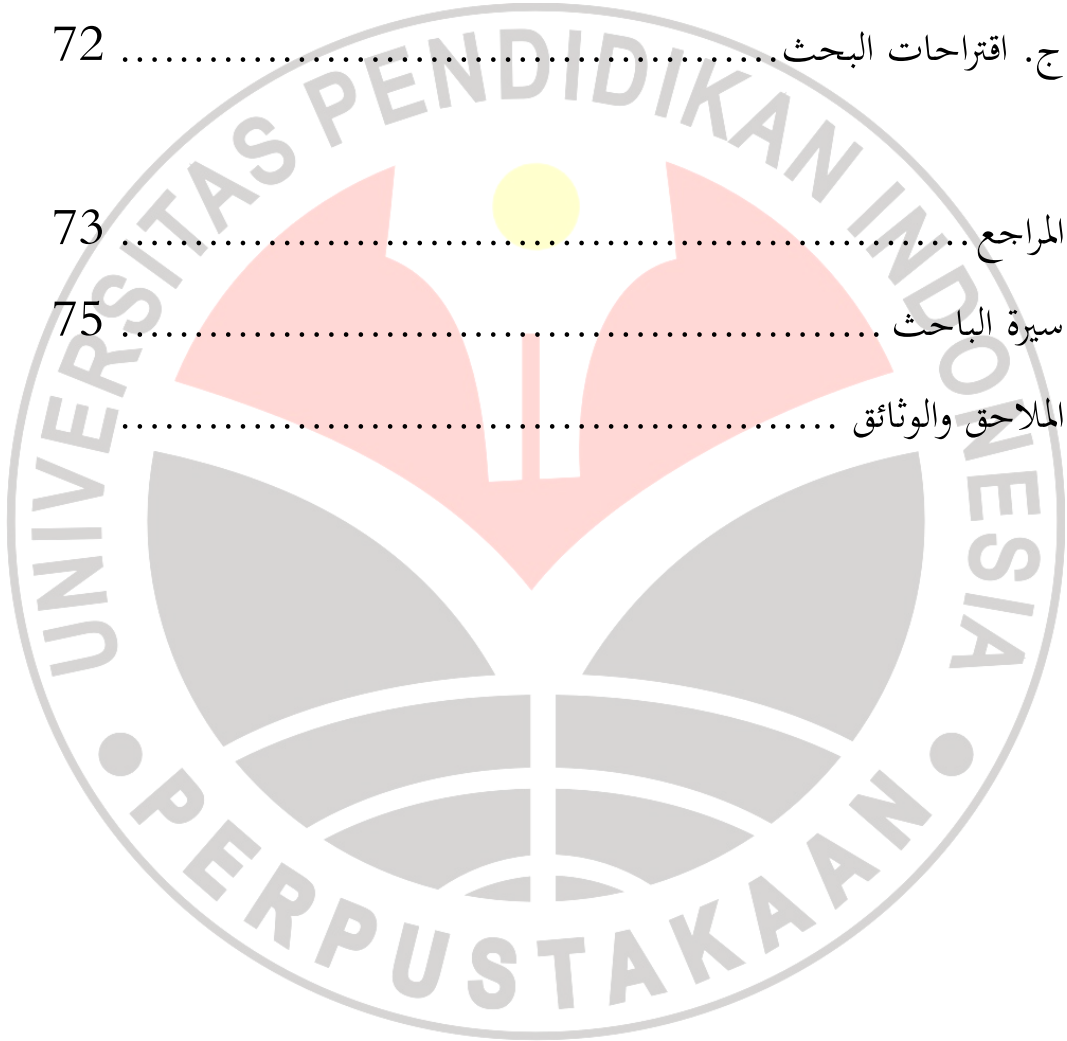 ج. اقتراحات البحث............................................. 72
المراجع.......................................................... 73
سيرة الباحث .................................................... 75
الملاحق والوثائق .................................................
UNIVERSITAS PENDIDIKAN INDONESIA
PERPUSTAKAAN